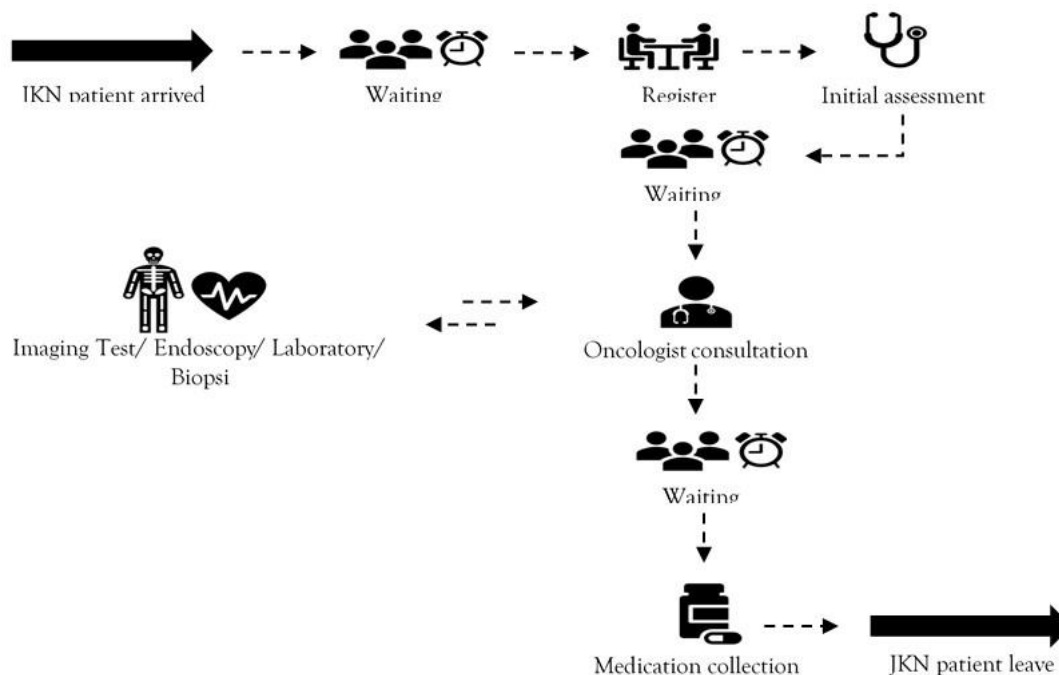 JKN patient arrived
Waiting
Register
Initial assessment
Waiting
Imaging Test/ Endoscopy/ Laboratory/
Biopsi
Oncologist consultation
Waiting
Medication collection
JKN patient leave